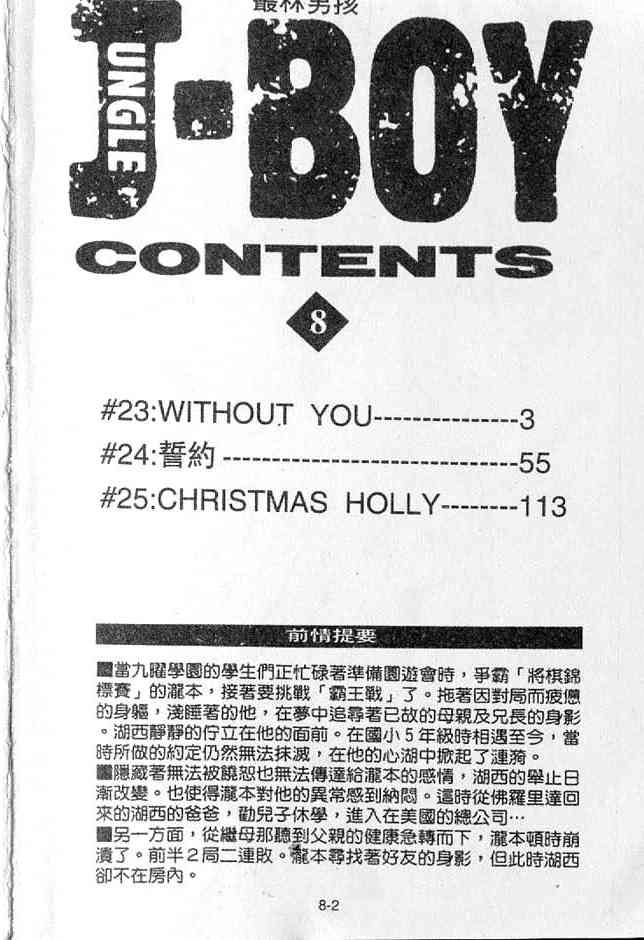 叢林男孩
J-BOY
JUNGLE
CONTENTS
8
#23:WITHOUT YOU---------------3
#24:誓約------------------------------55
#25:CHRISTMAS HOLLY--------113
前情提要
■當九曜學園的學生們正忙碌著準備園遊會時，爭霸「將棋錦
標賽」的瀧本，接著要挑戰「霸王戰」了。拖著因對局而疲憊
的身軀，淺睡著的他，在夢中追尋著已故的母親及兄長的身影
。湖西靜靜的佇立在他的面前。在國小5年級時相遇至今，當
時所做的約定仍然無法抹滅，在他的心湖中掀起了漣漪。
■隱藏著無法被饒恕也無法傳達給瀧本的感情，湖西的舉止日
漸改變。也使得瀧本對他的異常感到納悶。這時從佛羅里達回
來的湖西的爸爸，勸兒子休學，進入在美國的總公司…
■另一方面，從繼母那聽到父親的健康急轉而下，瀧本頓時崩
潰了。前半2局二連敗。瀧本尋找著好友的身影，但此時湖西
卻不在房內。
8-2